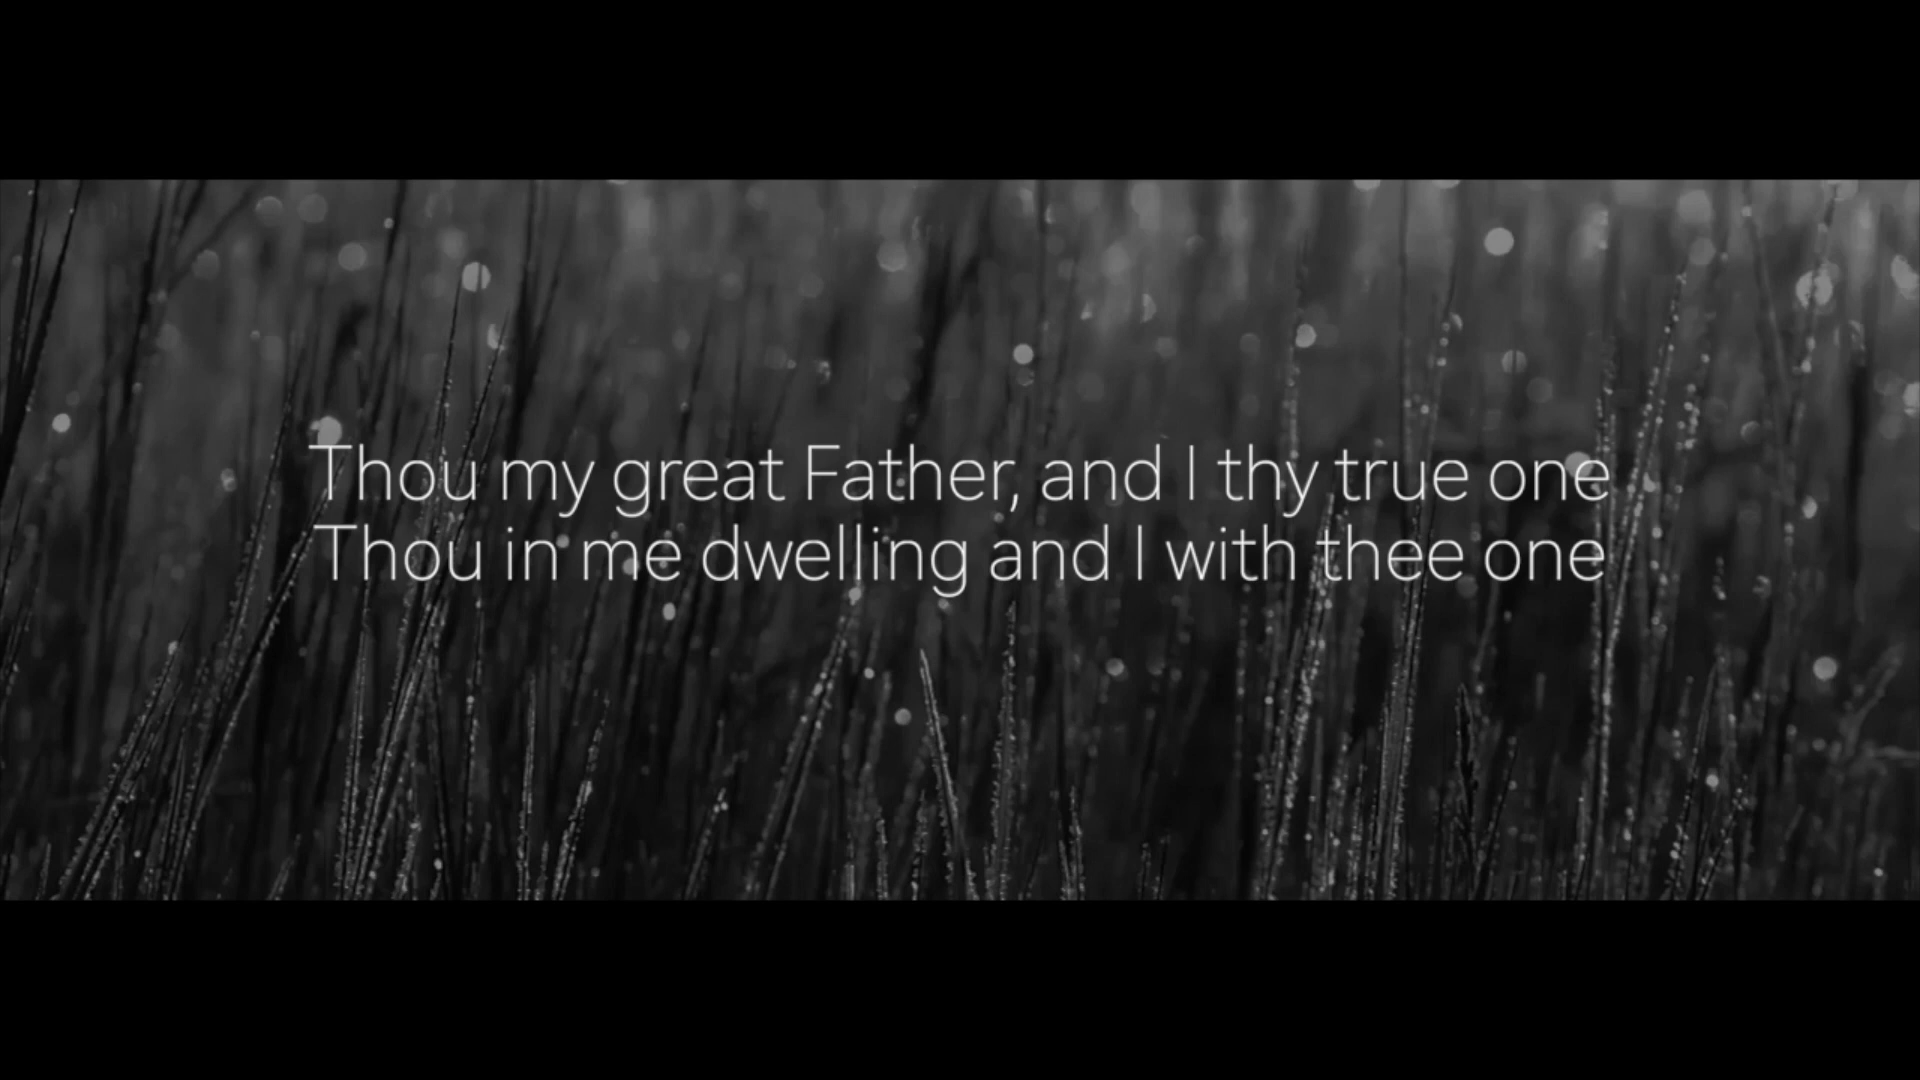 Thou my great Father, and I thy true one
Thou in me dwelling and I with thee one